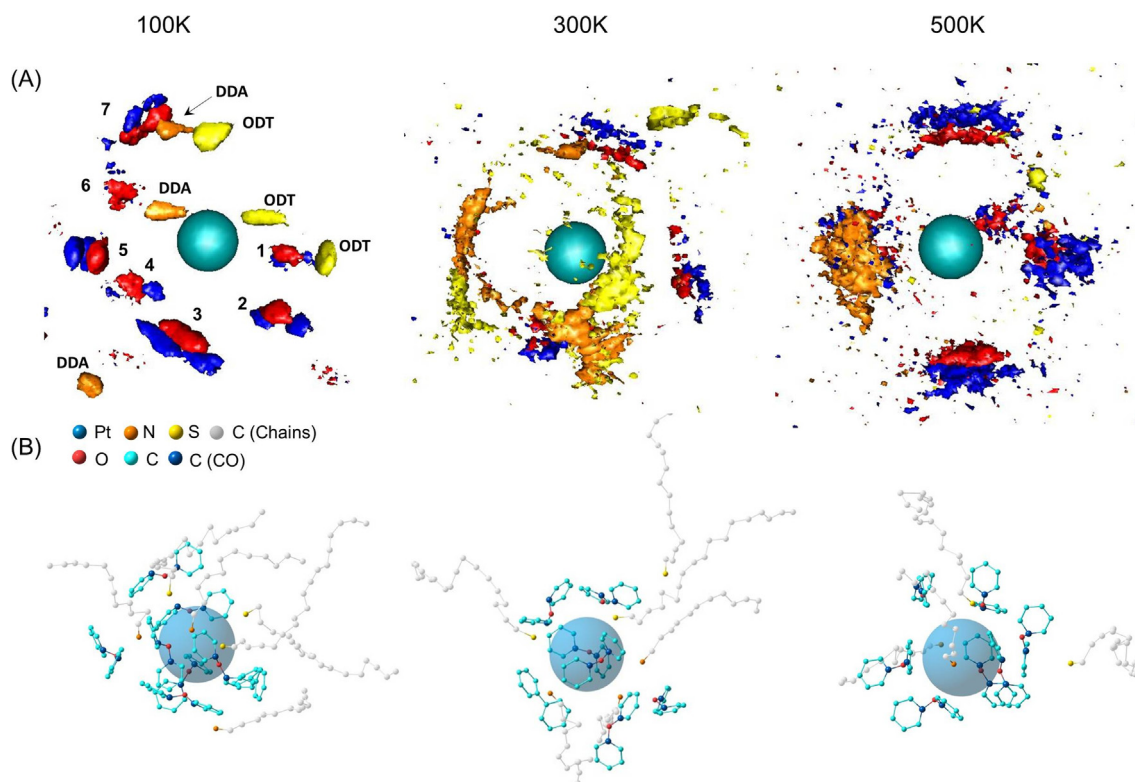 100K 300K 500K
(A)
7
DDA
ODT
6
DDA
ODT
5
4
1
ODT
2
3
DDA
Pt N S C (Chains)
(B)
O C C (CO)